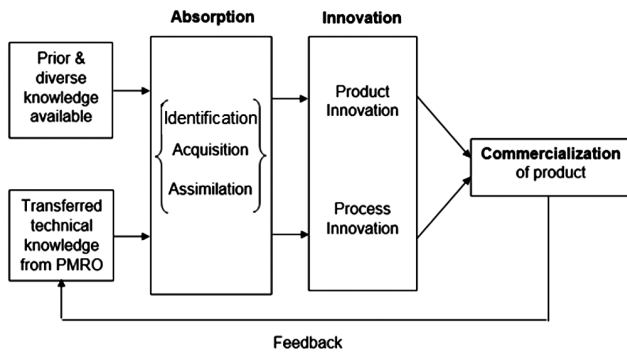 Absorption
Innovation
Prior &
diverse
knowledge
available
Identification
Acquisition
Assimilation
Product
Innovation
Commercialization
of product
Transferred
technical
knowledge
from PMRO
Process
Innovation
Feedback